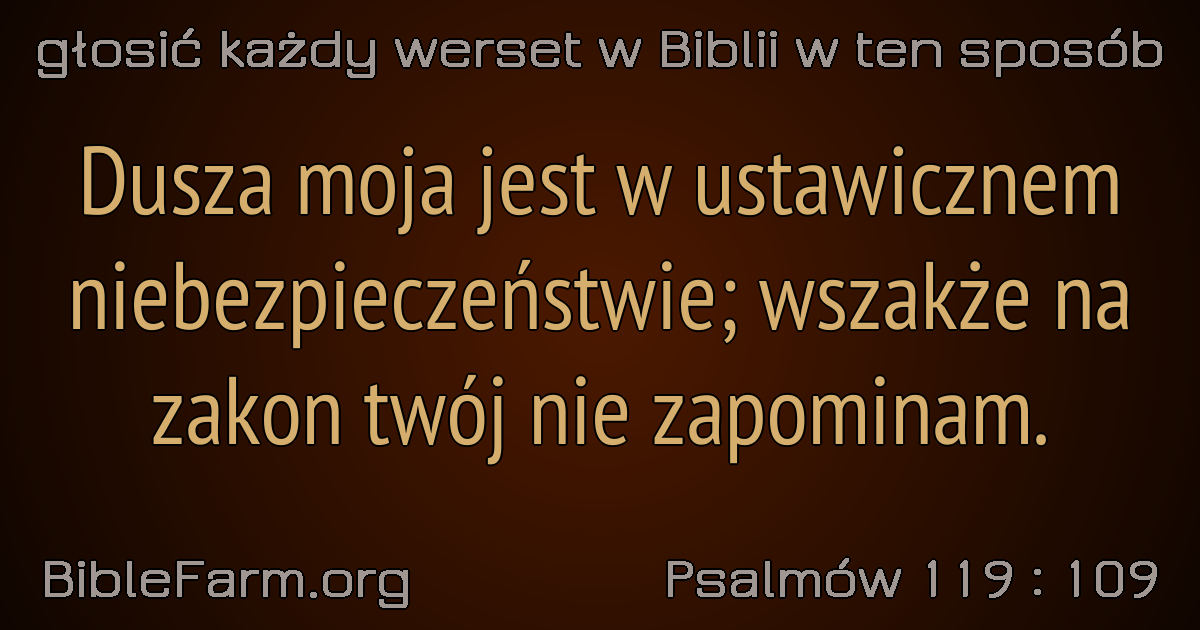 głosić każdy werset w Biblii w ten sposób
Dusza moja jest w ustawicznem
niebezpieczeństwie; wszakże na
zakon twój nie zapominam.
BibleFarm.org
Psalmów 119 : 109